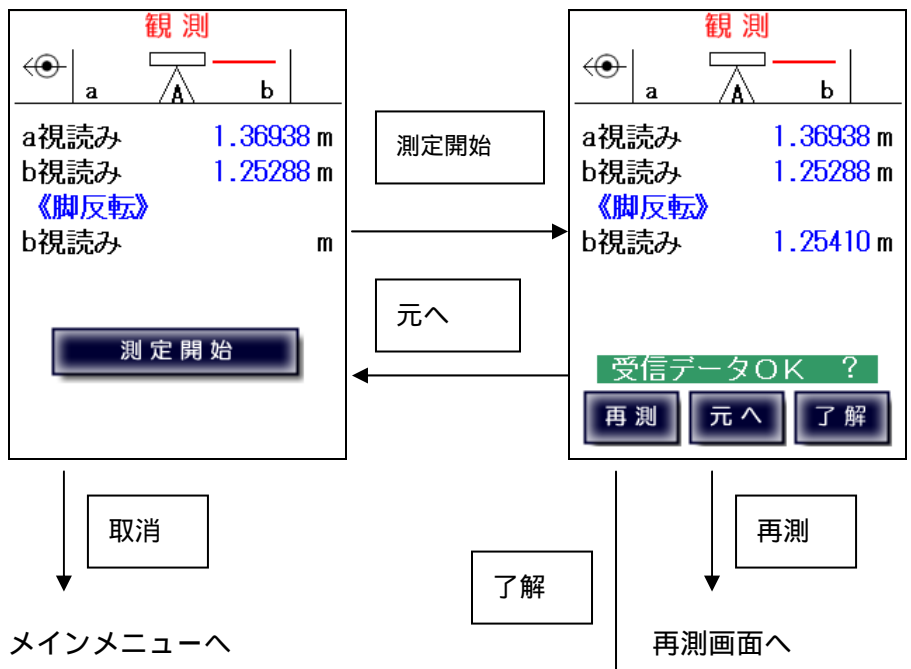 観測
a A b
a視読み 1.36938 m
b視読み 1.25288 m
《脚反転》
b視読み m
測定開始
測定開始
元へ
観測
a A b
a視読み 1.36938 m
b視読み 1.25288 m
《脚反転》
b視読み 1.25410 m
受信データOK ?
再測 元へ 了解
取消
メインメニューへ
了解
再測
再測画面へ